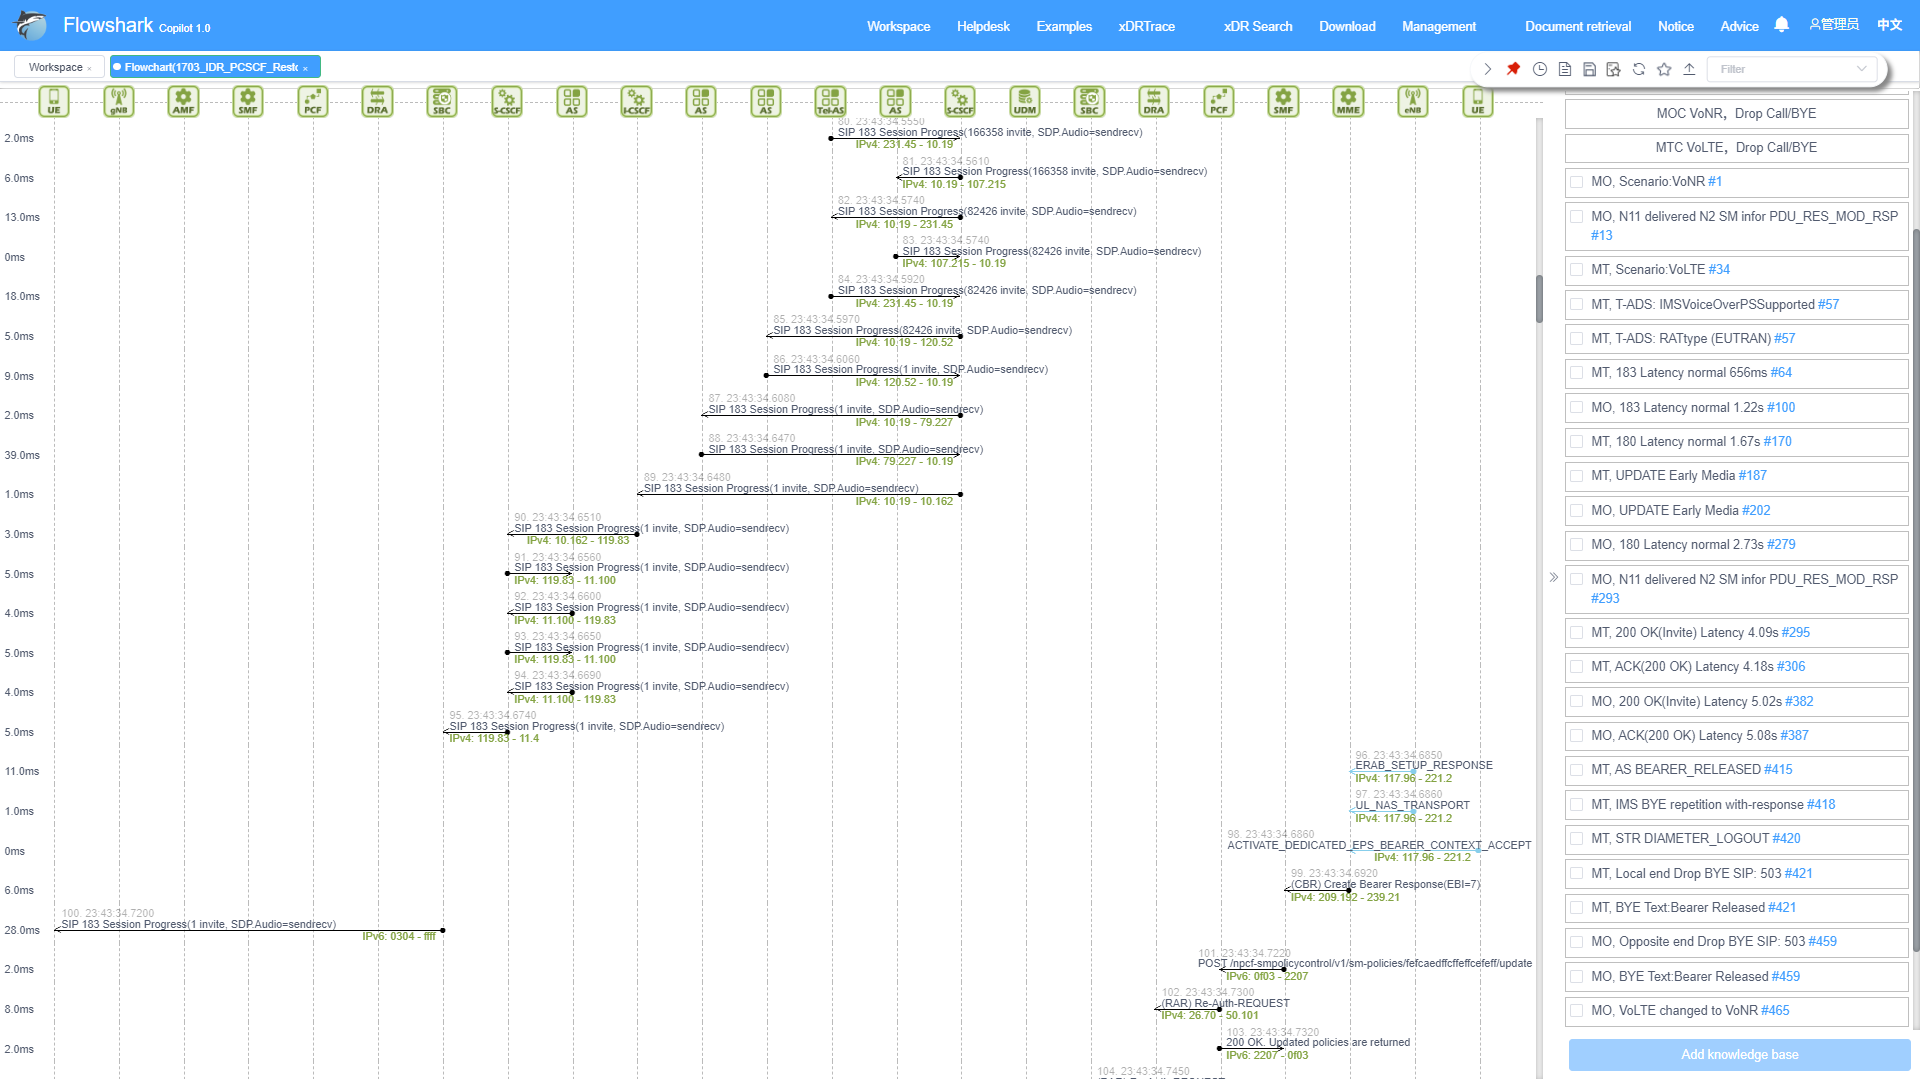 Flowshark Copilot 1.0
Workspace Helpdesk Examples xDRTrace xDR Search Download Management Document retrieval Notice Advice 管理员 中文
Workspace × Flowchart(1703_IDR_PCSCF_Resto ×
Filter
UE gNB AMF SMF PCF DRA SBC S-CSCF AS I-CSCF AS AS Tel-AS AS S-CSCF UDM SBC DRA PCF SMF MME eNB UE
80. 23:43:34.5550
2.0ms SIP 183 Session Progress(166358 invite, SDP.Audio=sendrecv)
IPv4: 231.45 - 10.19
81. 23:43:34.5610
6.0ms SIP 183 Session Progress(166358 invite, SDP.Audio=sendrecv)
IPv4: 10.19 - 107.215
82. 23:43:34.5740
13.0ms SIP 183 Session Progress(82426 invite, SDP.Audio=sendrecv)
IPv4: 10.19 - 231.45
83. 23:43:34.5740
0ms SIP 183 Session Progress(82426 invite, SDP.Audio=sendrecv)
IPv4: 107.215 - 10.19
84. 23:43:34.5920
18.0ms SIP 183 Session Progress(82426 invite, SDP.Audio=sendrecv)
IPv4: 231.45 - 10.19
85. 23:43:34.5970
5.0ms SIP 183 Session Progress(82426 invite, SDP.Audio=sendrecv)
IPv4: 10.19 - 120.52
86. 23:43:34.6060
9.0ms SIP 183 Session Progress(1 invite, SDP.Audio=sendrecv)
IPv4: 120.52 - 10.19
87. 23:43:34.6080
2.0ms SIP 183 Session Progress(1 invite, SDP.Audio=sendrecv)
IPv4: 10.19 - 79.227
88. 23:43:34.6470
39.0ms SIP 183 Session Progress(1 invite, SDP.Audio=sendrecv)
IPv4: 79.227 - 10.19
89. 23:43:34.6480
1.0ms SIP 183 Session Progress(1 invite, SDP.Audio=sendrecv)
IPv4: 10.19 - 10.162
90. 23:43:34.6510
3.0ms SIP 183 Session Progress(1 invite, SDP.Audio=sendrecv)
IPv4: 10.162 - 119.83
91. 23:43:34.6560
5.0ms SIP 183 Session Progress(1 invite, SDP.Audio=sendrecv)
IPv4: 119.83 - 11.100
92. 23:43:34.6600
4.0ms SIP 183 Session Progress(1 invite, SDP.Audio=sendrecv)
IPv4: 11.100 - 119.83
93. 23:43:34.6650
5.0ms SIP 183 Session Progress(1 invite, SDP.Audio=sendrecv)
IPv4: 119.83 - 11.100
94. 23:43:34.6690
4.0ms SIP 183 Session Progress(1 invite, SDP.Audio=sendrecv)
IPv4: 11.100 - 119.83
95. 23:43:34.6740
5.0ms SIP 183 Session Progress(1 invite, SDP.Audio=sendrecv)
IPv4: 119.83 - 11.4
96. 23:43:34.6850
11.0ms ERAB_SETUP_RESPONSE
IPv4: 117.96 - 221.2
97. 23:43:34.6860
1.0ms UL_NAS_TRANSPORT
IPv4: 117.96 - 221.2
98. 23:43:34.6860
0ms ACTIVATE_DEDICATED_EPS_BEARER_CONTEXT_ACCEPT
IPv4: 117.96 - 221.2
99. 23:43:34.6920
6.0ms (CBR) Create Bearer Response(EBI=7)
IPv4: 209.192 - 239.21
100. 23:43:34.7200
28.0ms SIP 183 Session Progress(1 invite, SDP.Audio=sendrecv)
IPv6: 0304 - ffff
101. 23:43:34.7220
2.0ms POST /npcf-smpolicycontrol/v1/sm-policies/fefcaedffcffeffcefeff/update
IPv6: 0f03 - 2207
102. 23:43:34.7300
8.0ms (RAR) Re-Auth-REQUEST
IPv4: 26.70 - 50.101
103. 23:43:34.7320
2.0ms 200 OK. Updated policies are returned
IPv6: 2207 - 0f03
104. 23:43:34.7450
MOC VoNR，Drop Call/BYE
MTC VoLTE，Drop Call/BYE
MO, Scenario:VoNR #1
MO, N11 delivered N2 SM infor PDU_RES_MOD_RSP
#13
MT, Scenario:VoLTE #34
MT, T-ADS: IMSVoiceOverPSSupported #57
MT, T-ADS: RATtype (EUTRAN) #57
MT, 183 Latency normal 656ms #64
MO, 183 Latency normal 1.22s #100
MT, 180 Latency normal 1.67s #170
MT, UPDATE Early Media #187
MO, UPDATE Early Media #202
MO, 180 Latency normal 2.73s #279
MO, N11 delivered N2 SM infor PDU_RES_MOD_RSP
#293
MT, 200 OK(Invite) Latency 4.09s #295
MT, ACK(200 OK) Latency 4.18s #306
MO, 200 OK(Invite) Latency 5.02s #382
MO, ACK(200 OK) Latency 5.08s #387
MT, AS BEARER_RELEASED #415
MT, IMS BYE repetition with-response #418
MT, STR DIAMETER_LOGOUT #420
MT, Local end Drop BYE SIP: 503 #421
MT, BYE Text:Bearer Released #421
MO, Opposite end Drop BYE SIP: 503 #459
MO, BYE Text:Bearer Released #459
MO, VoLTE changed to VoNR #465
Add knowledge base